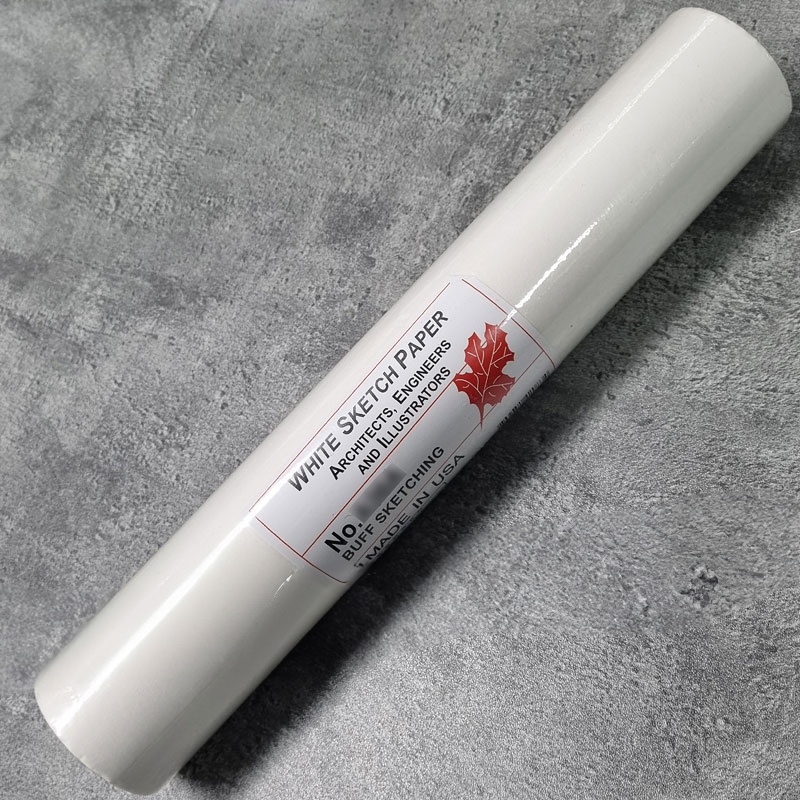 WHITE SKETCH PAPER
ARCHITECTS, ENGINEERS
AND ILLUSTRATORS
No.
BUFF SKETCHING
MADE IN USA